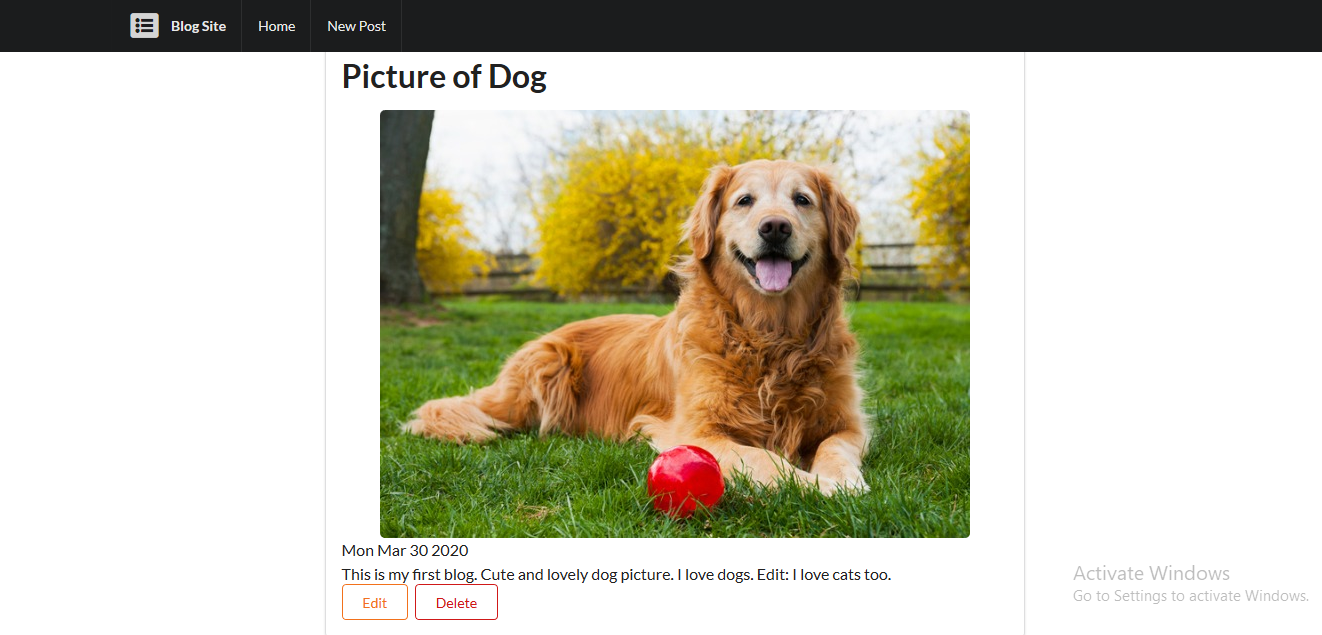 Blog Site Home New Post
Picture of Dog
Mon Mar 30 2020
This is my first blog. Cute and lovely dog picture. I love dogs. Edit: I love cats too.
Edit Delete
Activate Windows
Go to Settings to activate Windows.